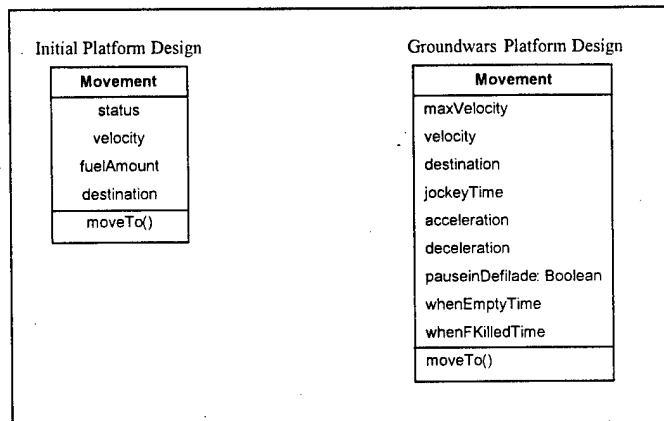 Initial Platform Design
Movement
status
velocity
fuelAmount
destination
moveTo()
Groundwars Platform Design
Movement
maxVelocity
velocity
destination
jockeyTime
acceleration
deceleration
pauseinDefilade: Boolean
whenEmptyTime
whenFKilledTime
moveTo()